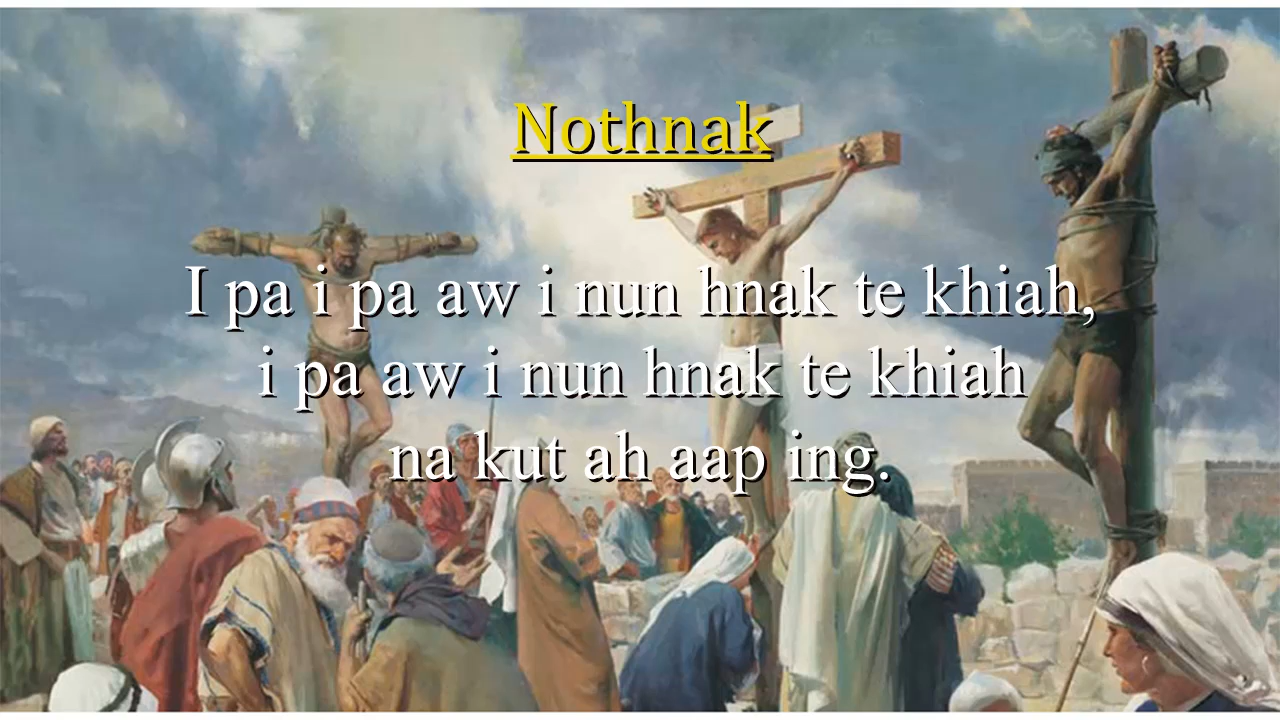 Nothnak
I pa i pa aw i nun hnak te khiah,
i pa aw i nun hnak te khiah
na kut ah aap ing.